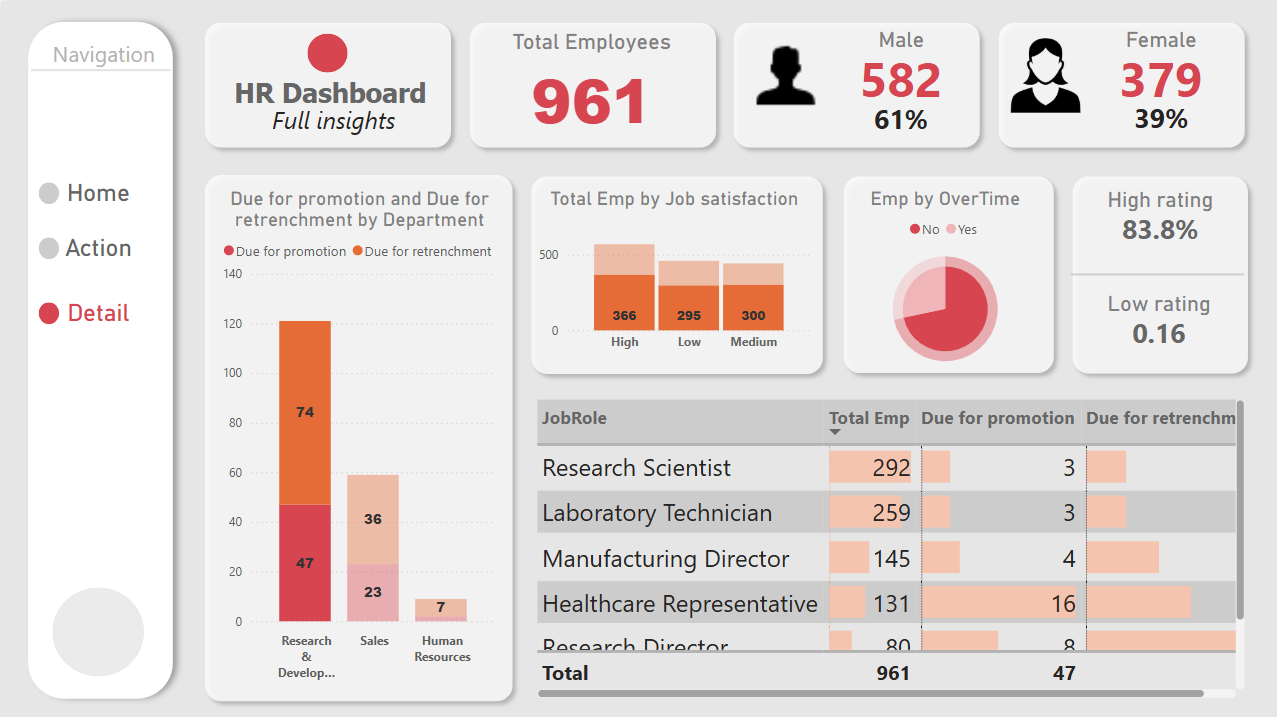 Navigation
Home
Action
Detail
HR Dashboard
Full insights
Total Employees
961
Male
582
61%
Female
379
39%
Due for promotion and Due for
retrenchment by Department
Due for promotion Due for retrenchment
140
120
100
80
60
40
20
0
74
47
36
23
7
Research
&
Develop...
Sales
Human
Resources
Total Emp by Job satisfaction
500
0
366 295 300
High Low Medium
Emp by OverTime
No Yes
High rating
83.8%
Low rating
0.16
JobRole Total Emp Due for promotion Due for retrenchm
Research Scientist 292 3
Laboratory Technician 259 3
Manufacturing Director 145 4
Healthcare Representative 131 16
Research Director 80 8
Total 961 47